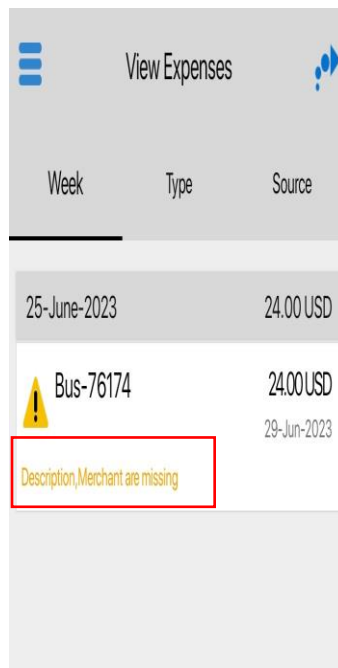 View Expenses
Week Type Source
25-June-2023 24.00 USD
Bus-76174 24.00 USD
29-Jun-2023
Description,Merchant are missing